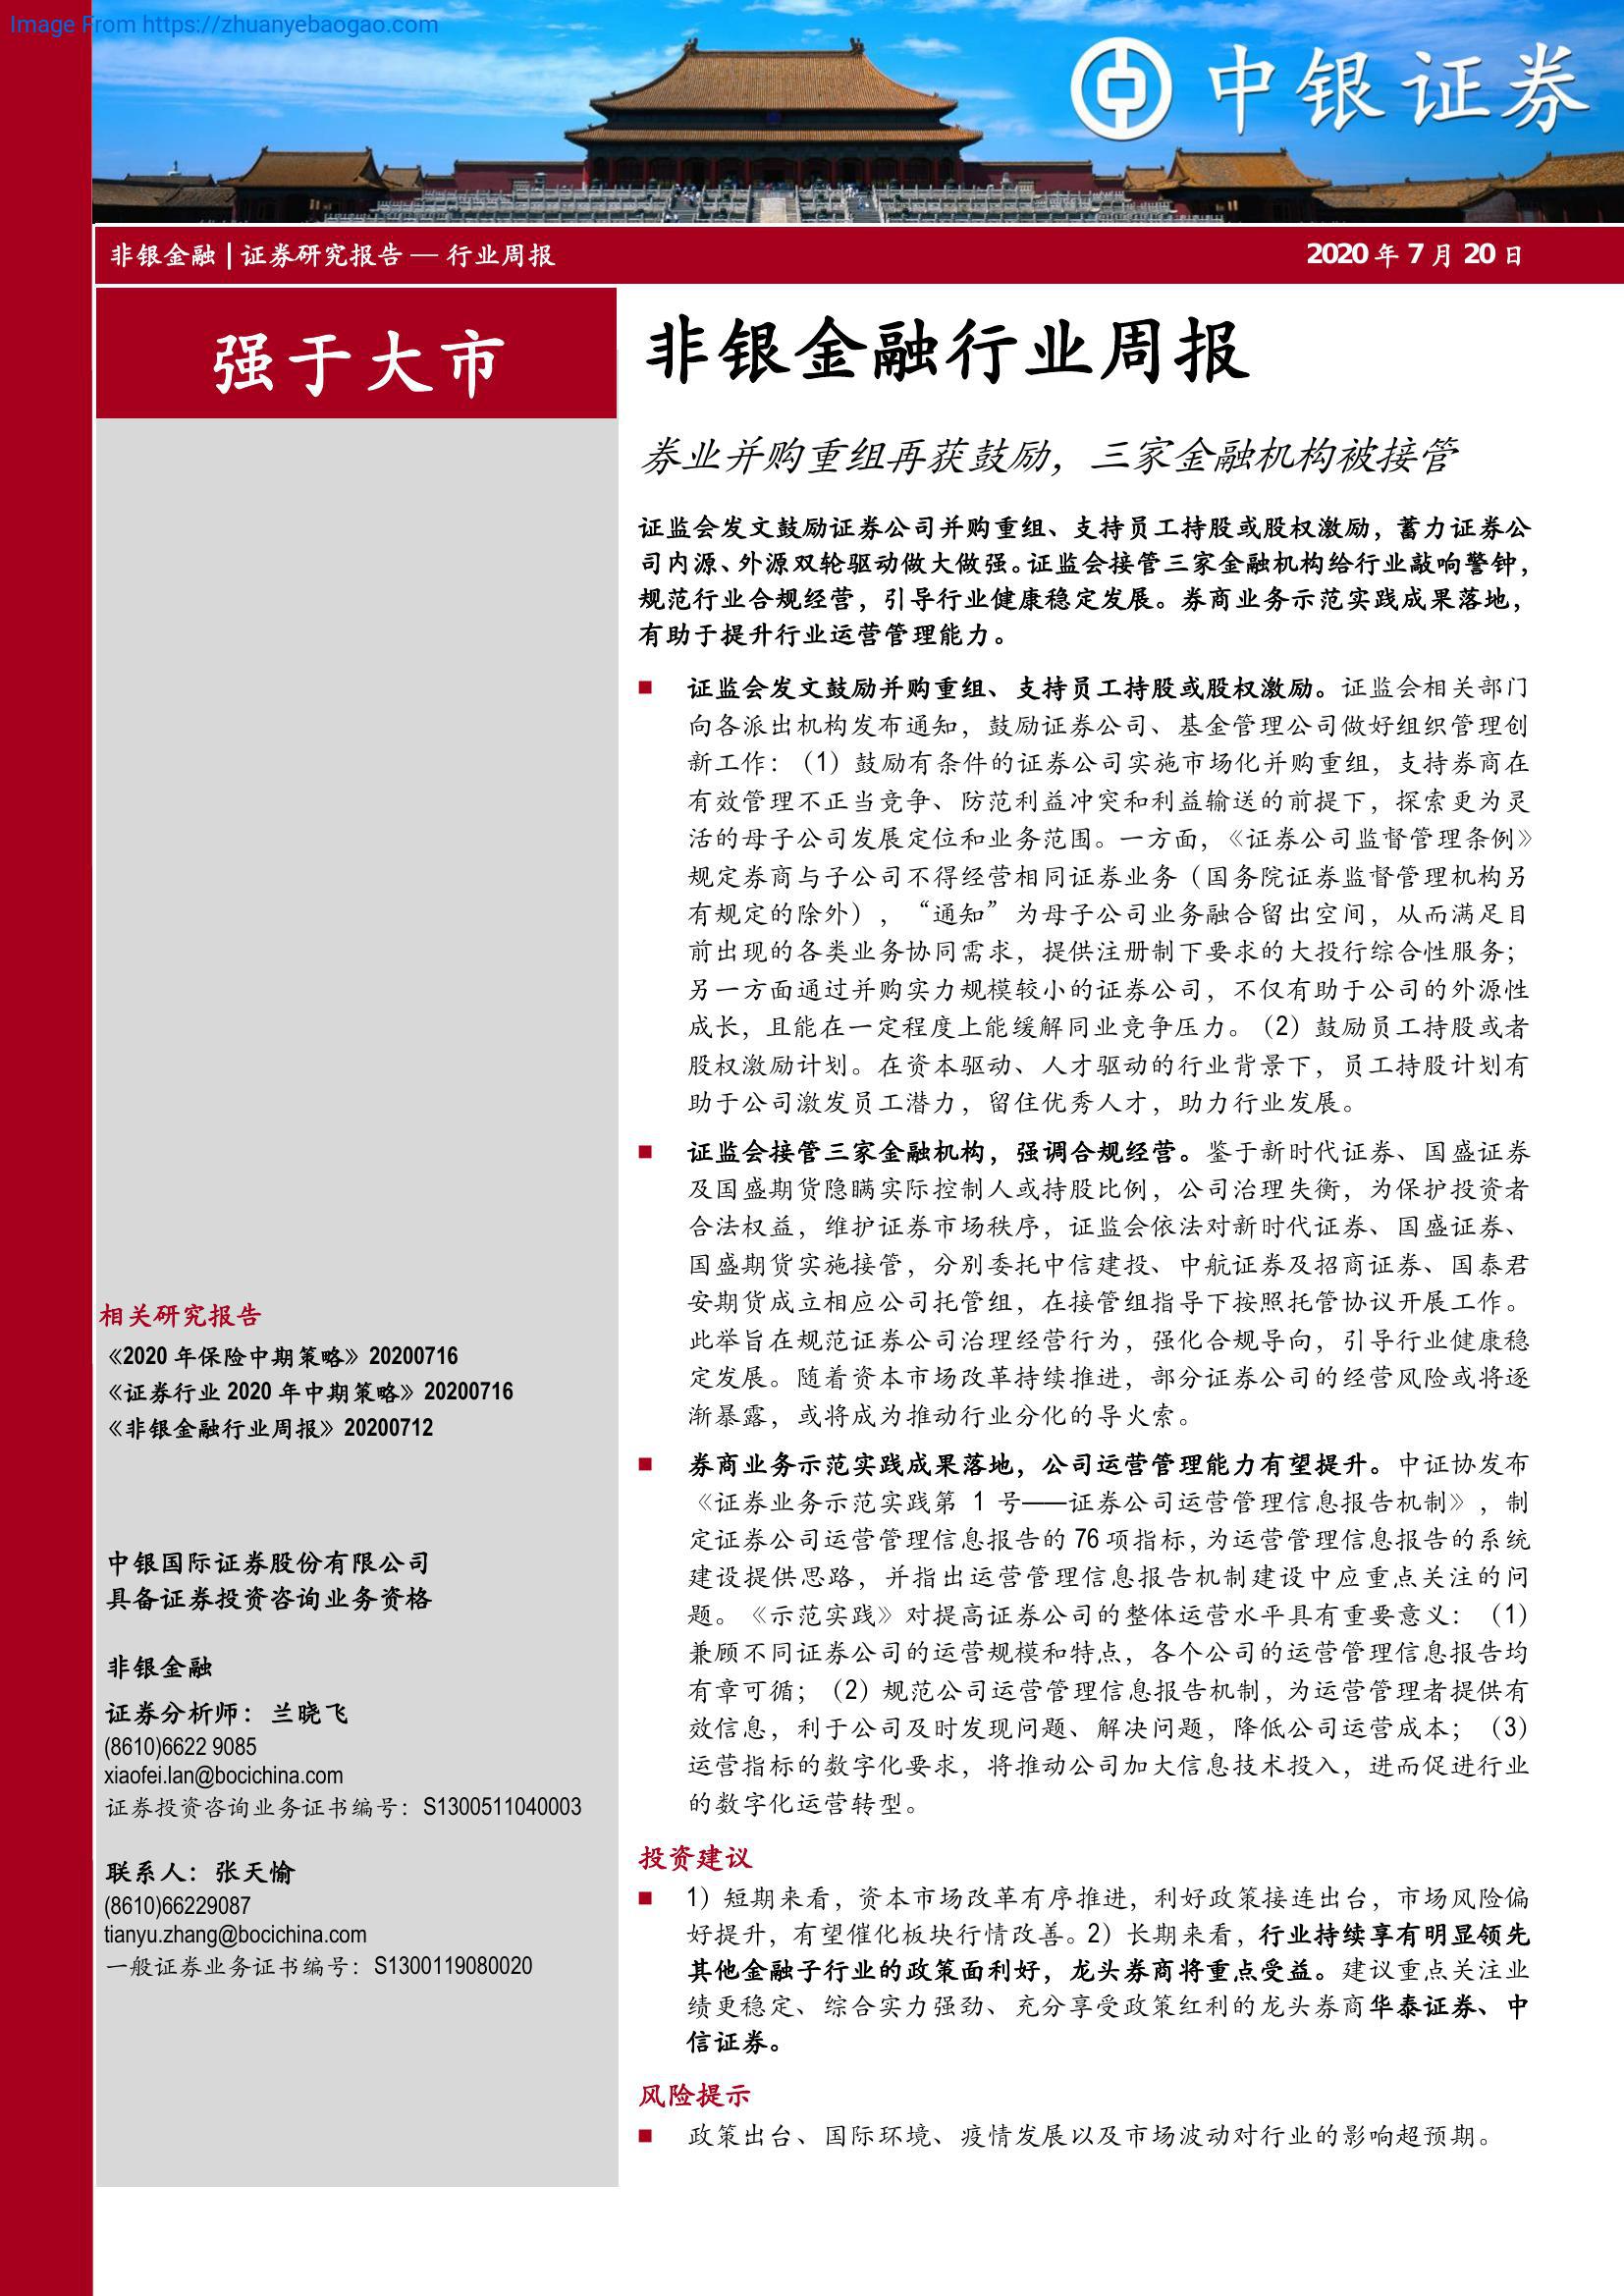 Image From https://zhuanyebaogao.com
中银证券
非银金融 | 证券研究报告 — 行业周报
2020 年 7 月 20 日
强于大市
相关研究报告
《2020 年保险中期策略》20200716
《证券行业 2020 年中期策略》20200716
《非银金融行业周报》20200712
中银国际证券股份有限公司
具备证券投资咨询业务资格
非银金融
证券分析师：兰晓飞
(8610)6622 9085
xiaofei.lan@bocichina.com
证券投资咨询业务证书编号：S1300511040003
联系人：张天愉
(8610)66229087
tianyu.zhang@bocichina.com
一般证券业务证书编号：S1300119080020
非银金融行业周报
券业并购重组再获鼓励，三家金融机构被接管
证监会发文鼓励证券公司并购重组、支持员工持股或股权激励，蓄力证券公
司内源、外源双轮驱动做大做强。证监会接管三家金融机构给行业敲响警钟，
规范行业合规经营，引导行业健康稳定发展。券商业务示范实践成果落地，
有助于提升行业运营管理能力。
■ 证监会发文鼓励并购重组、支持员工持股或股权激励。证监会相关部门
向各派出机构发布通知，鼓励证券公司、基金管理公司做好组织管理创
新工作：（1）鼓励有条件的证券公司实施市场化并购重组，支持券商在
有效管理不正当竞争、防范利益冲突和利益输送的前提下，探索更为灵
活的母子公司发展定位和业务范围。一方面，《证券公司监督管理条例》
规定券商与子公司不得经营相同证券业务（国务院证券监督管理机构另
有规定的除外），“通知”为母子公司业务融合留出空间，从而满足目
前出现的各类业务协同需求，提供注册制下要求的大投行综合性服务；
另一方面通过并购实力规模较小的证券公司，不仅有助于公司的外源性
成长，且能在一定程度上能缓解同业竞争压力。（2）鼓励员工持股或者
股权激励计划。在资本驱动、人才驱动的行业背景下，员工持股计划有
助于公司激发员工潜力，留住优秀人才，助力行业发展。
■ 证监会接管三家金融机构，强调合规经营。鉴于新时代证券、国盛证券
及国盛期货隐瞒实际控制人或持股比例，公司治理失衡，为保护投资者
合法权益，维护证券市场秩序，证监会依法对新时代证券、国盛证券、
国盛期货实施接管，分别委托中信建投、中航证券及招商证券、国泰君
安期货成立相应公司托管组，在接管组指导下按照托管协议开展工作。
此举旨在规范证券公司治理经营行为，强化合规导向，引导行业健康稳
定发展。随着资本市场改革持续推进，部分证券公司的经营风险或将逐
渐暴露，或将成为推动行业分化的导火索。
■ 券商业务示范实践成果落地，公司运营管理能力有望提升。中证协发布
《证券业务示范实践第 1 号——证券公司运营管理信息报告机制》，制
定证券公司运营管理信息报告的 76 项指标，为运营管理信息报告的系统
建设提供思路，并指出运营管理信息报告机制建设中应重点关注的问
题。《示范实践》对提高证券公司的整体运营水平具有重要意义：（1）
兼顾不同证券公司的运营规模和特点，各个公司的运营管理信息报告均
有章可循；（2）规范公司运营管理信息报告机制，为运营管理者提供有
效信息，利于公司及时发现问题、解决问题，降低公司运营成本；（3）
运营指标的数字化要求，将推动公司加大信息技术投入，进而促进行业
的数字化运营转型。
投资建议
■ 1）短期来看，资本市场改革有序推进，利好政策接连出台，市场风险偏
好提升，有望催化板块行情改善。2）长期来看，行业持续享有明显领先
其他金融子行业的政策面利好，龙头券商将重点受益。建议重点关注业
绩更稳定、综合实力强劲、充分享受政策红利的龙头券商华泰证券、中
信证券。
风险提示
■ 政策出台、国际环境、疫情发展以及市场波动对行业的影响超预期。